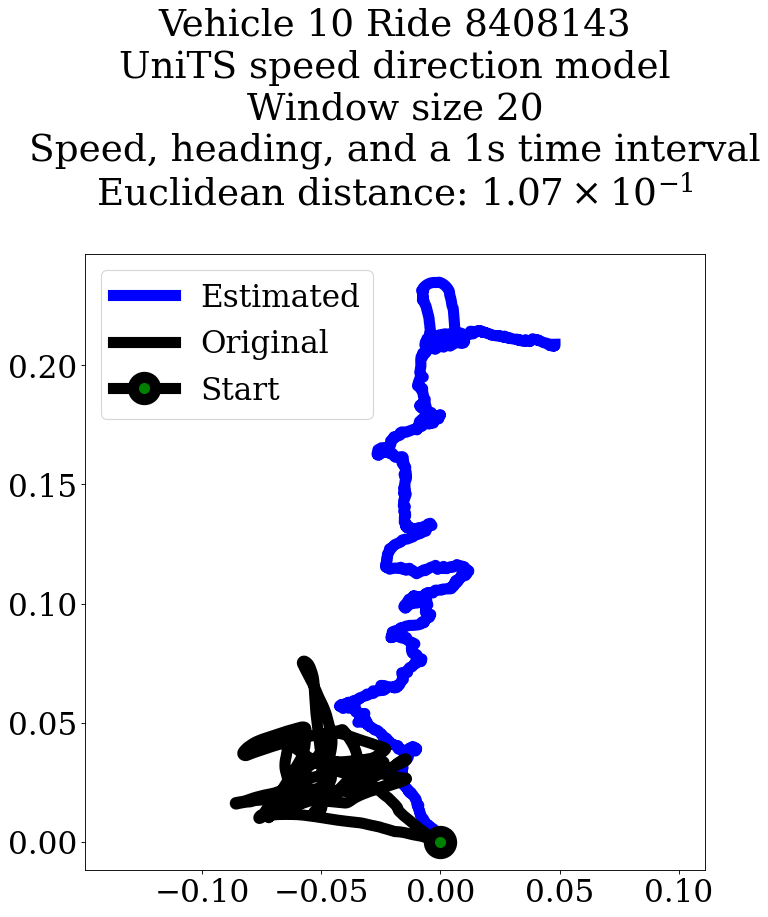 Vehicle 10 Ride 8408143
UniTS speed direction model
Window size 20
Speed, heading, and a 1s time interval
Euclidean distance: 1.07 × 10⁻¹
Estimated
Original
Start
0.20
0.15
0.10
0.05
0.00
−0.10 −0.05 0.00 0.05 0.10